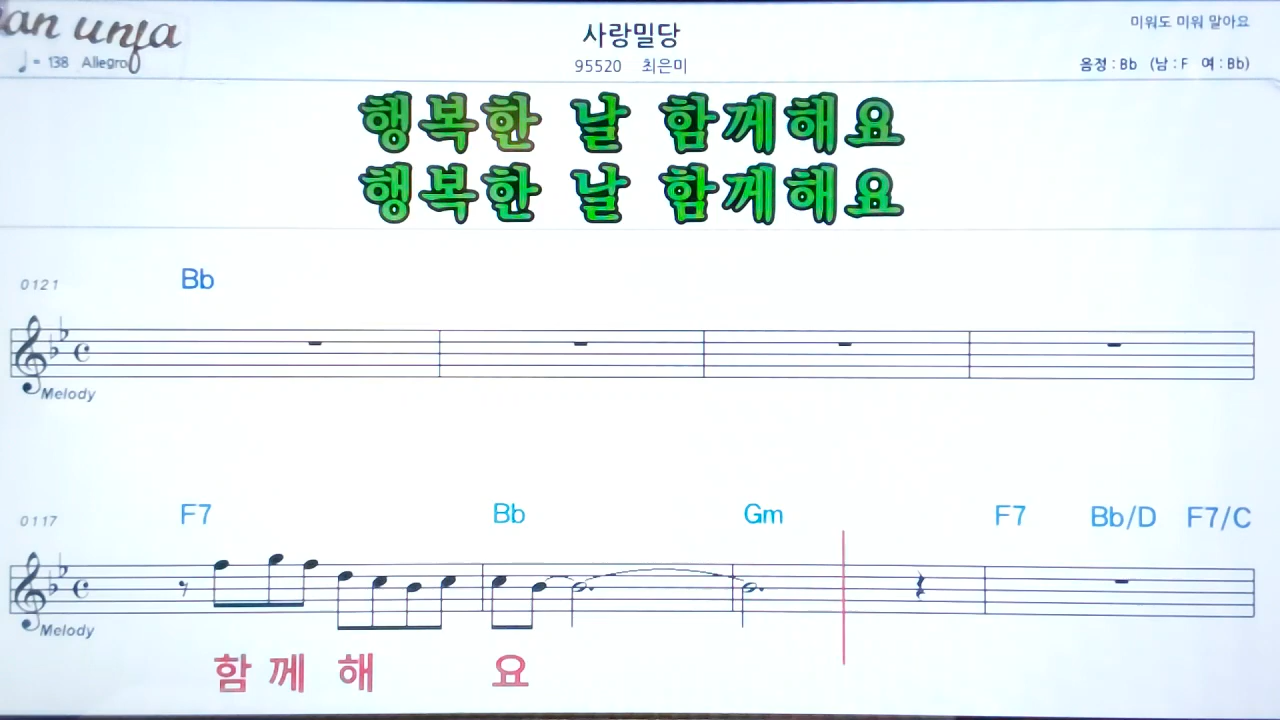 an unfa
사랑밀당
미워도 미워 말아요
♩= 138 Allegro
95520 최은미
음정 : Bb (남 : F 여 : Bb)
행복한 날 함께해요
행복한 날 함께해요
0121 Bb
Melody
0117 F7 Bb Gm F7 Bb/D F7/C
Melody
함 께 해 요